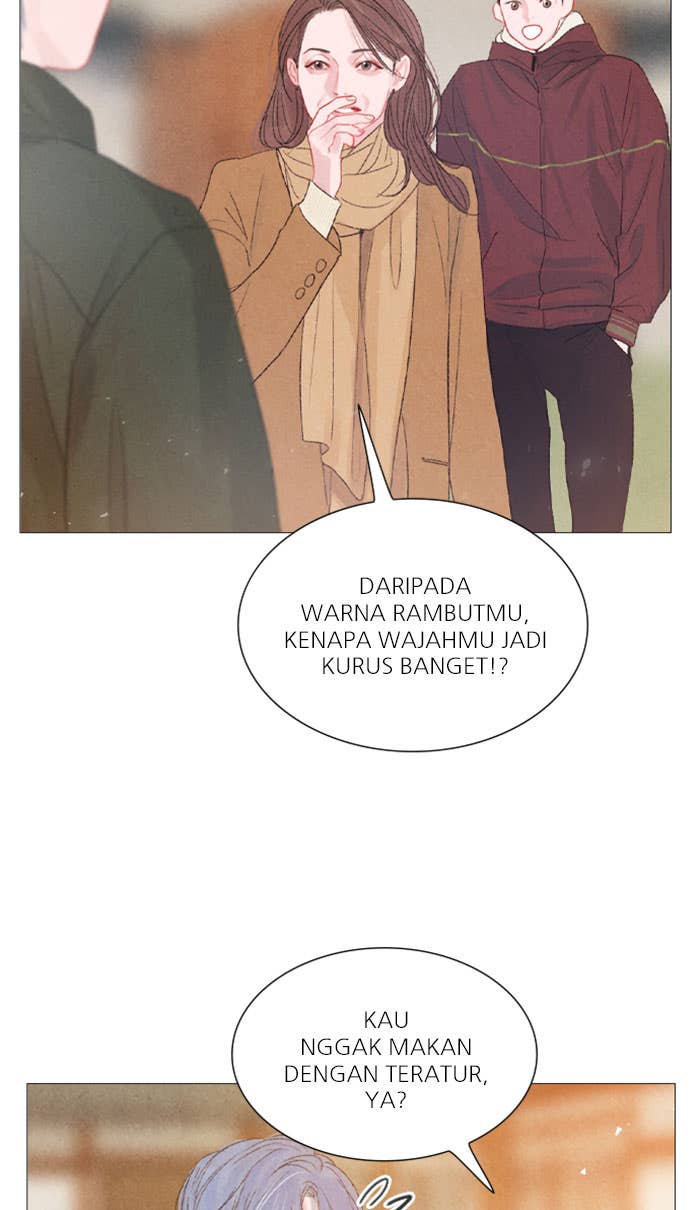 DARIPADA
WARNA RAMBUTMU,
KENAPA WAJAHMU JADI
KURUS BANGET!?
KAU
NGGAK MAKAN
DENGAN TERATUR,
YA?